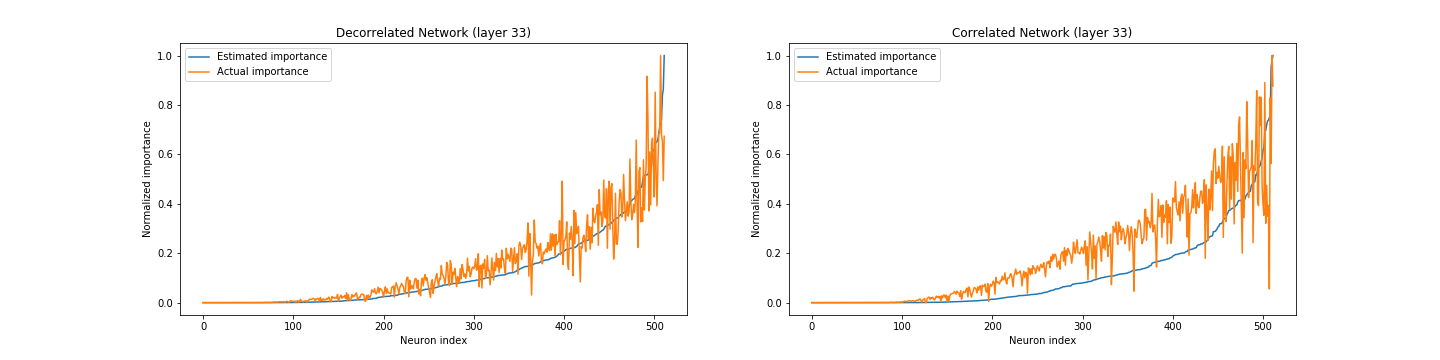 Decorrelated Network (layer 33)
Estimated importance
Actual importance
1.0
0.8
0.6
0.4
0.2
0.0
Normalized importance
0 100 200 300 400 500
Neuron index
Correlated Network (layer 33)
Estimated importance
Actual importance
1.0
0.8
0.6
0.4
0.2
0.0
Normalized importance
0 100 200 300 400 500
Neuron index